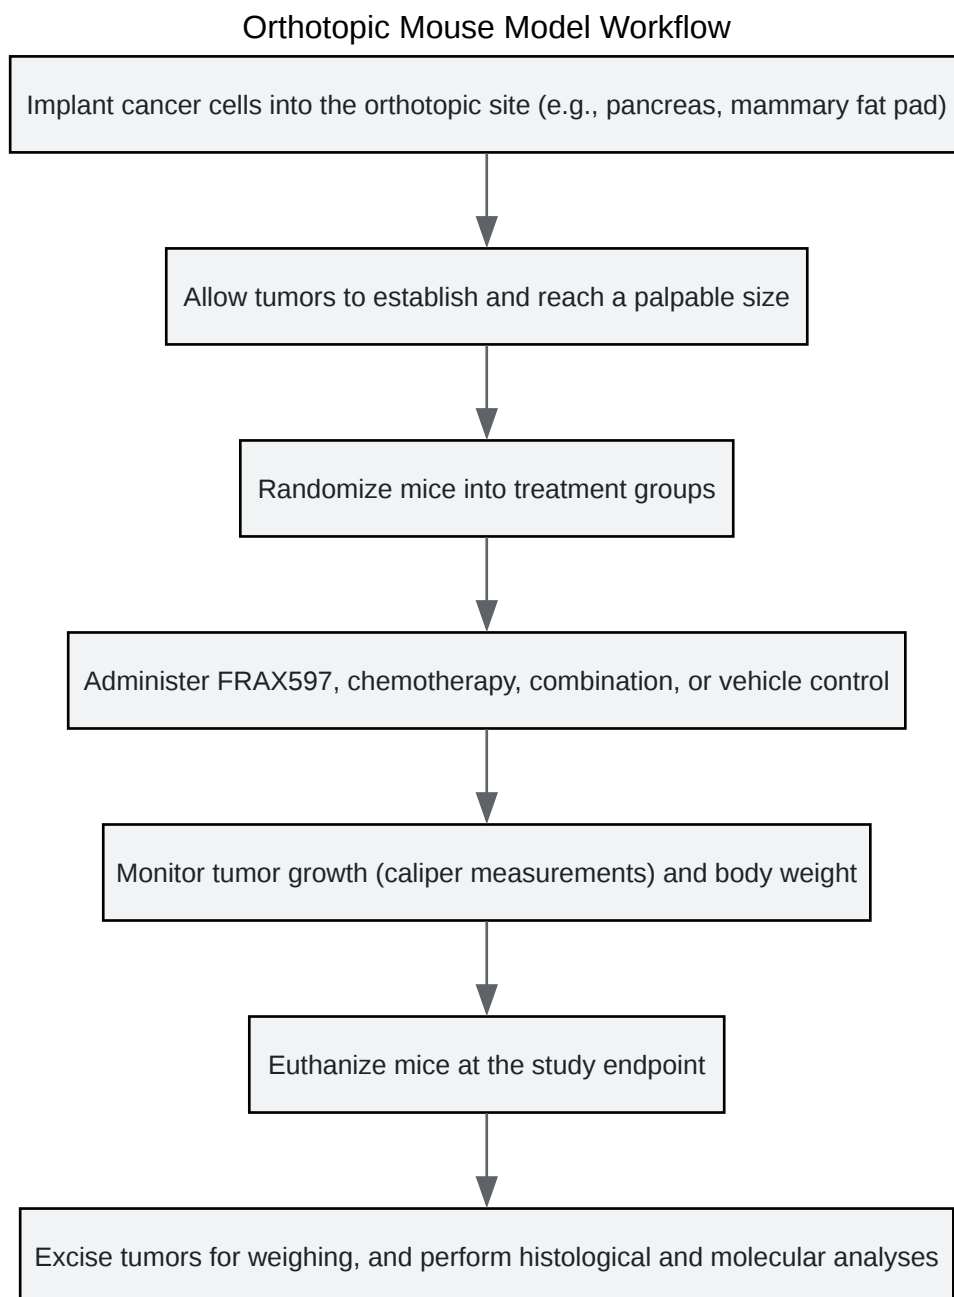 Orthotopic Mouse Model Workflow
Implant cancer cells into the orthotopic site (e.g., pancreas, mammary fat pad)
Allow tumors to establish and reach a palpable size
Randomize mice into treatment groups
Administer FRAX597, chemotherapy, combination, or vehicle control
Monitor tumor growth (caliper measurements) and body weight
Euthanize mice at the study endpoint
Excise tumors for weighing, and perform histological and molecular analyses